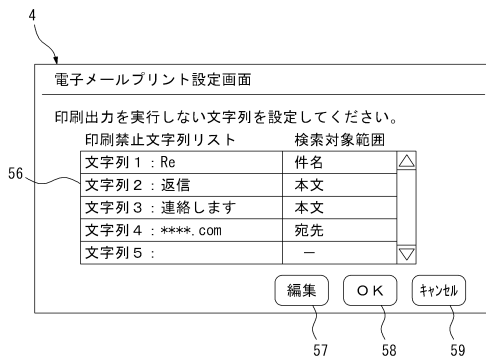 4
電子メールプリント設定画面
印刷出力を実行しない文字列を設定してください。
印刷禁止文字列リスト 検索対象範囲
文字列1：Re 件名
文字列2：返信 本文
文字列3：連絡します 本文
文字列4：****.com 宛先
文字列5： －
56
編集 OK ｷｬﾝｾﾙ
57 58 59